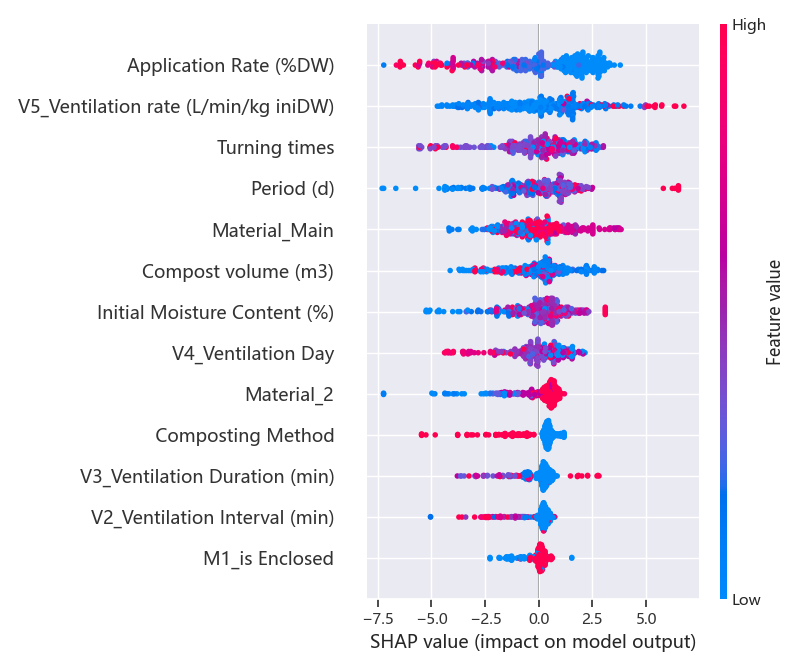 High
Application Rate (%DW)
V5_Ventilation rate (L/min/kg iniDW)
Turning times
Period (d)
Material_Main
Compost volume (m3)
Initial Moisture Content (%)
V4_Ventilation Day
Material_2
Composting Method
V3_Ventilation Duration (min)
V2_Ventilation Interval (min)
M1_is Enclosed
Feature value
Low
−7.5 −5.0 −2.5 0.0 2.5 5.0
SHAP value (impact on model output)